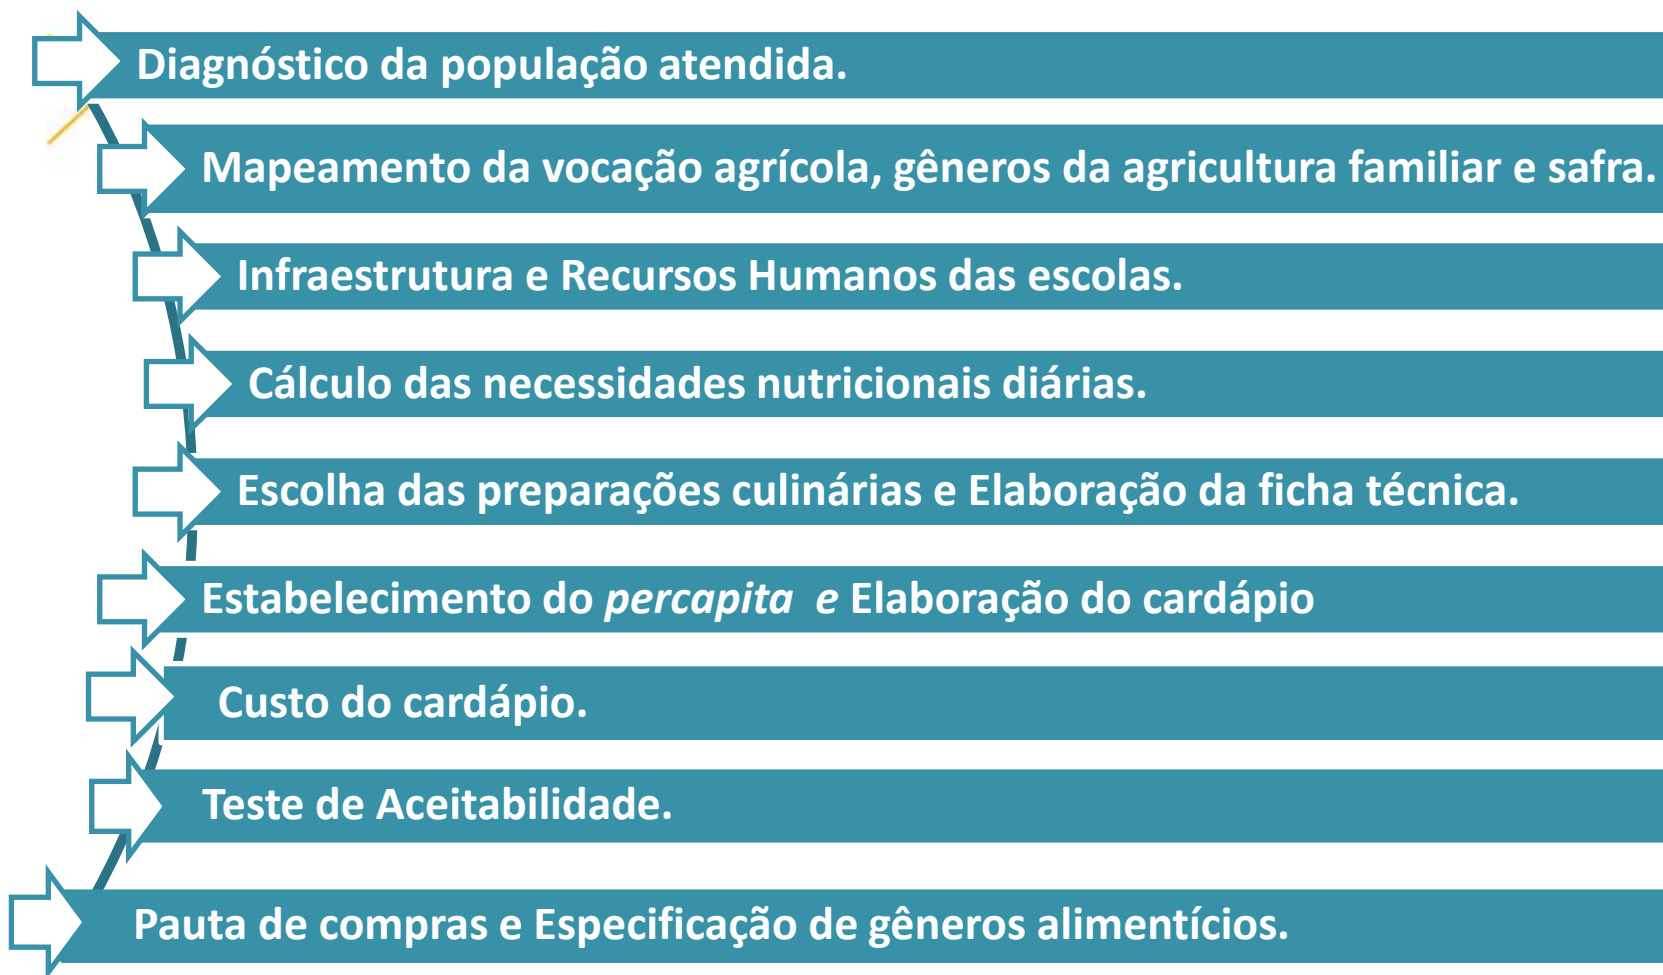 Diagnóstico da população atendida.
Mapeamento da vocação agrícola, gêneros da agricultura familiar e safra.
Infraestrutura e Recursos Humanos das escolas.
Cálculo das necessidades nutricionais diárias.
Escolha das preparações culinárias e Elaboração da ficha técnica.
Estabelecimento do percapita e Elaboração do cardápio
Custo do cardápio.
Teste de Aceitabilidade.
Pauta de compras e Especificação de gêneros alimentícios.